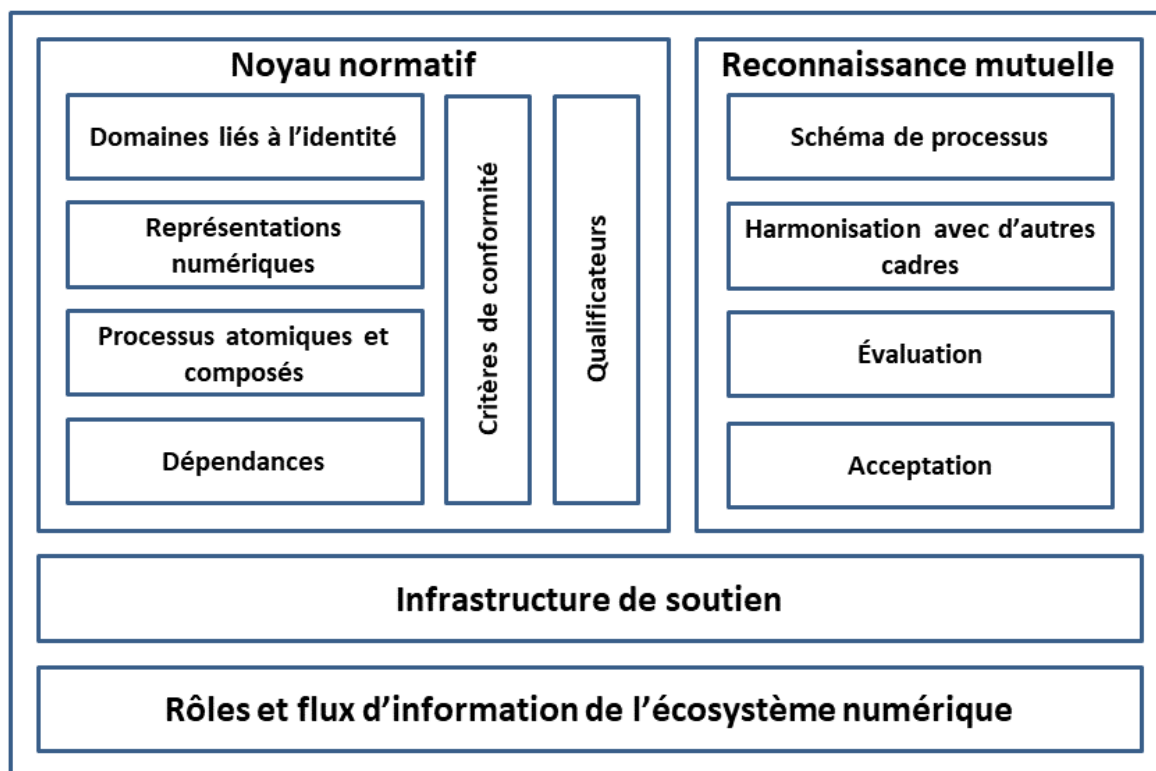 Noyau normatif
Domaines liés à l’identité
Représentations
numériques
Processus atomiques et
composés
Dépendances
Critères de conformité
Qualificateurs
Reconnaissance mutuelle
Schéma de processus
Harmonisation avec d’autres
cadres
Évaluation
Acceptation
Infrastructure de soutien
Rôles et flux d’information de l’écosystème numérique